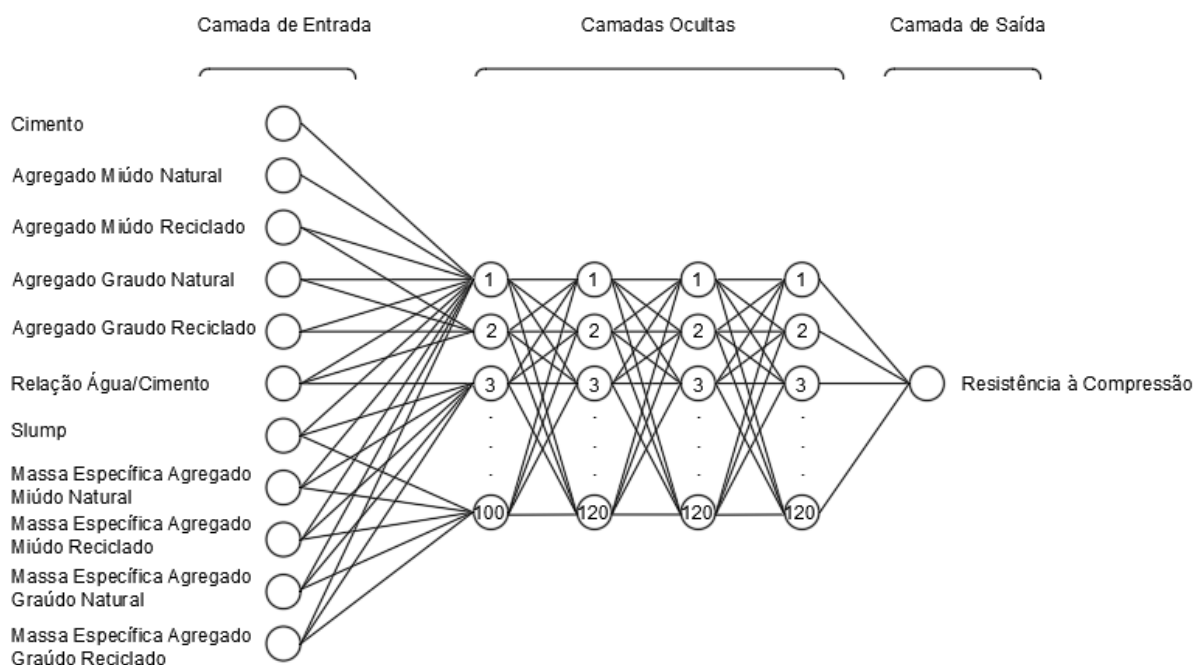 Camada de Entrada
Camadas Ocultas
Camada de Saída
Cimento
Agregado Miúdo Natural
Agregado Miúdo Reciclado
Agregado Graudo Natural
Agregado Graudo Reciclado
Relação Água/Cimento
Slump
Massa Específica Agregado
Miúdo Natural
Massa Específica Agregado
Miúdo Reciclado
Massa Específica Agregado
Graúdo Natural
Massa Específica Agregado
Graúdo Reciclado
1 1 1 1
2 2 2 2
3 3 3 3
100 120 120 120
Resistência à Compressão